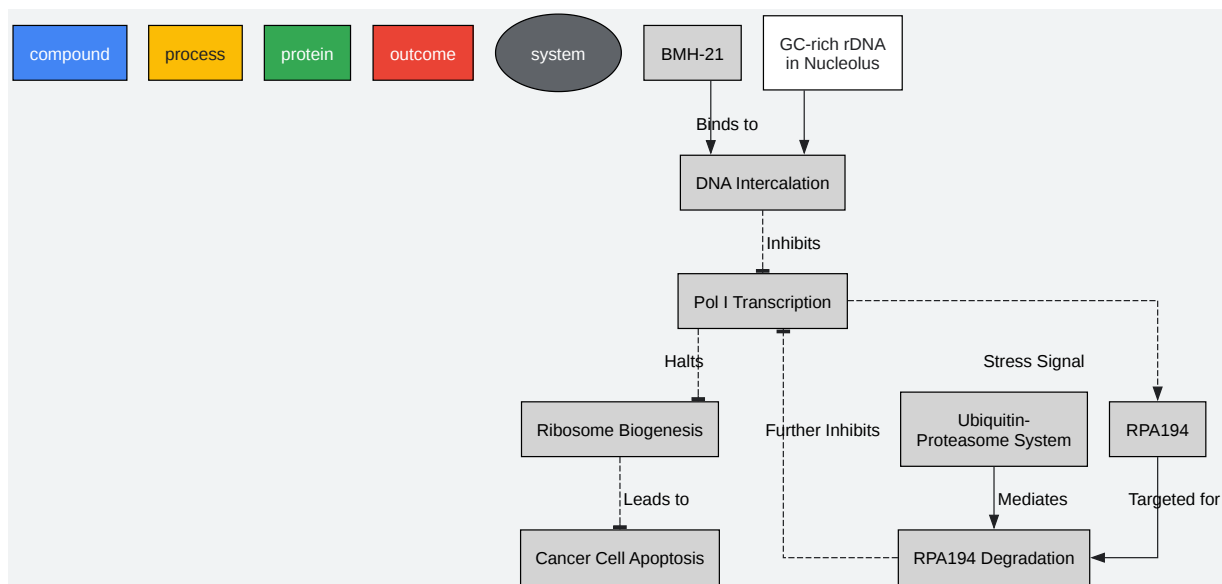 compound
process
protein
outcome
system
BMH-21
GC-rich rDNA
in Nucleolus
Binds to
DNA Intercalation
Inhibits
Pol I Transcription
Halts
Stress Signal
Ribosome Biogenesis
Further Inhibits
Ubiquitin-
Proteasome System
RPA194
Leads to
Mediates
Targeted for
Cancer Cell Apoptosis
RPA194 Degradation